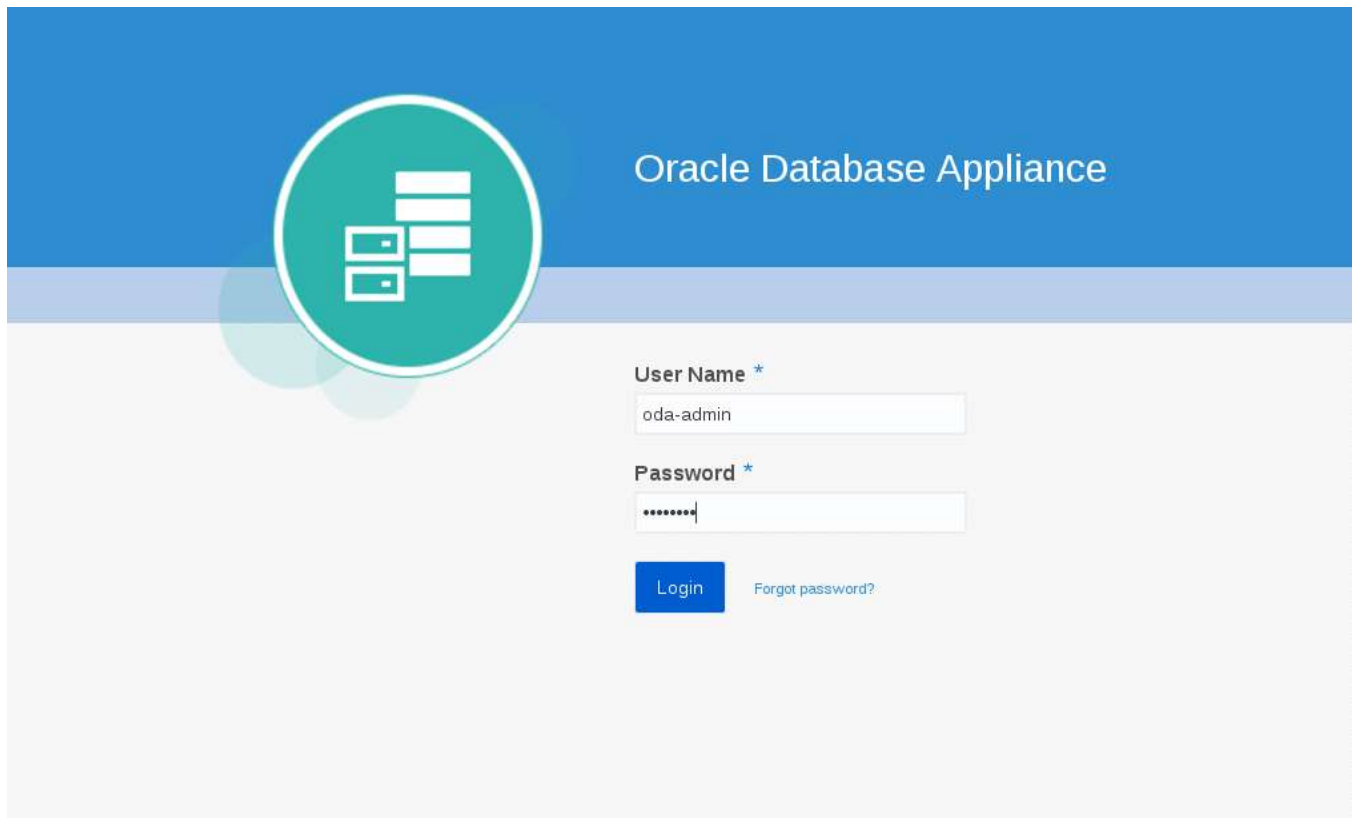 Oracle Database Appliance
User Name *
oda-admin
Password *
••••••••
Login
Forgot password?